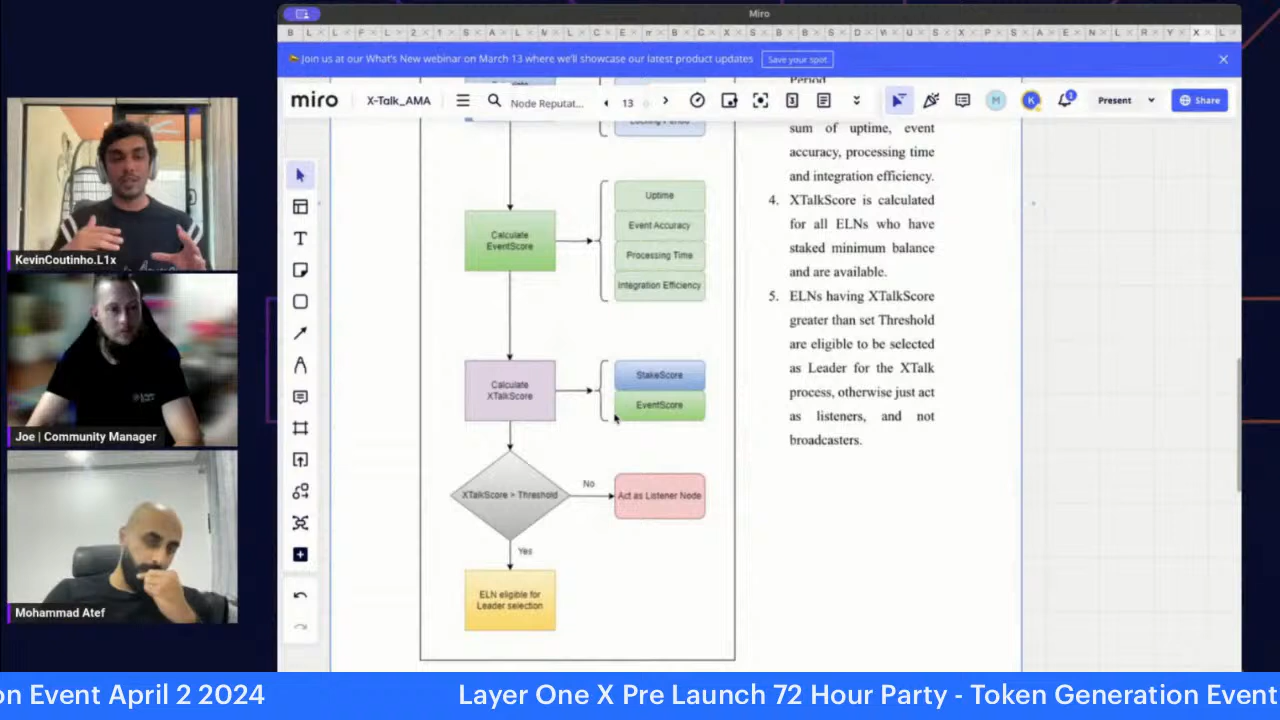 Miro
Join us at our What's New webinar on March 13 where we'll showcase our latest product updates
Save your spot
miro
X-Talk_AMA
Node Reputat...
13
M
K
1
Present
Share
Period
sum of uptime, event
accuracy, processing time
and integration efficiency.
4. XTalkScore is calculated
for all ELNs who have
staked minimum balance
and are available.
5. ELNs having XTalkScore
greater than set Threshold
are eligible to be selected
as Leader for the XTalk
process, otherwise just act
as listeners, and not
broadcasters.
Locking Period
Calculate
EventScore
Uptime
Event Accuracy
Processing Time
Integration Efficiency
Calculate
XTalkScore
StakeScore
EventScore
XTalkScore > Threshold
No
Act as Listener Node
Yes
ELN eligible for
Leader selection
KevinCoutinho.L1x
Joe | Community Manager
Mohammad Atef
on Event April 2 2024
Layer One X Pre Launch 72 Hour Party - Token Generation Event